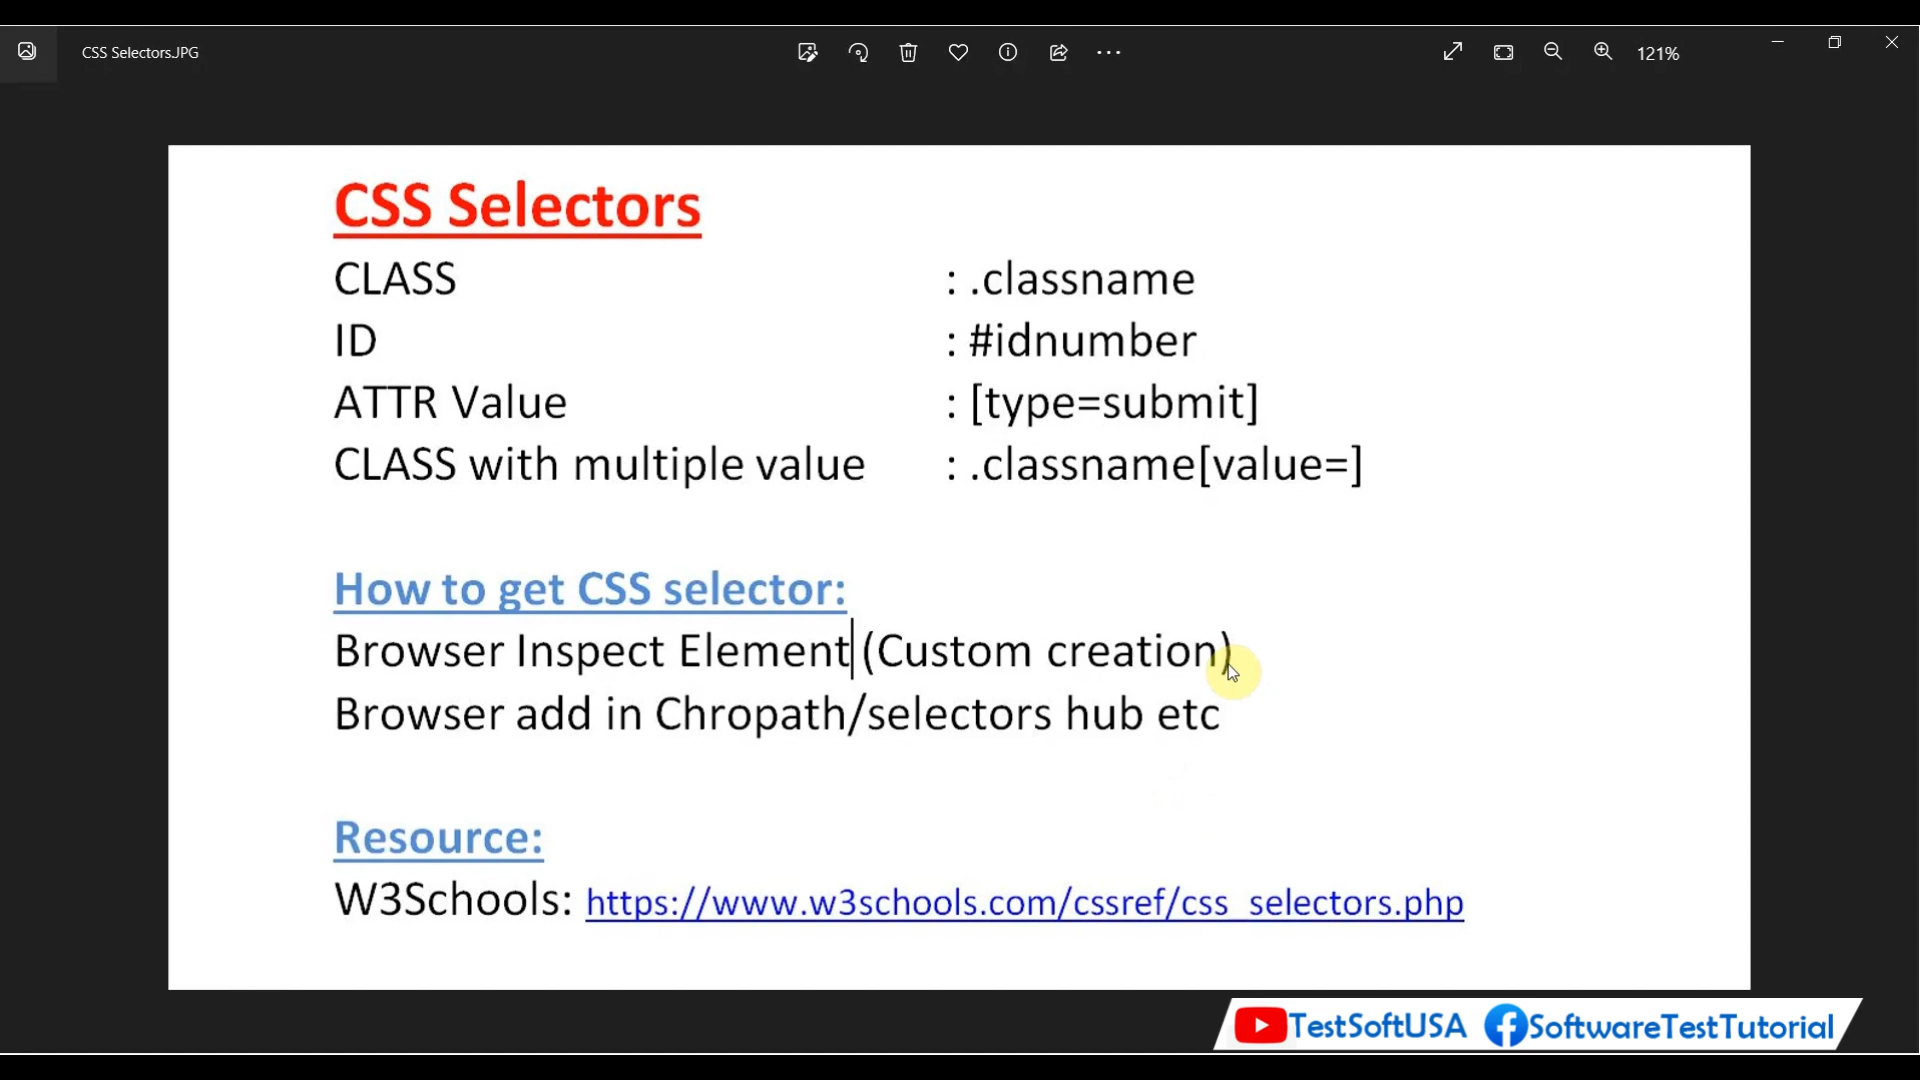 CSS Selectors.JPG
121%
CSS Selectors
CLASS : .classname
ID : #idnumber
ATTR Value : [type=submit]
CLASS with multiple value : .classname[value=]
How to get CSS selector:
Browser Inspect Element (Custom creation)
Browser add in Chropath/selectors hub etc
Resource:
W3Schools: https://www.w3schools.com/cssref/css_selectors.php
TestSoftUSA SoftwareTestTutorial